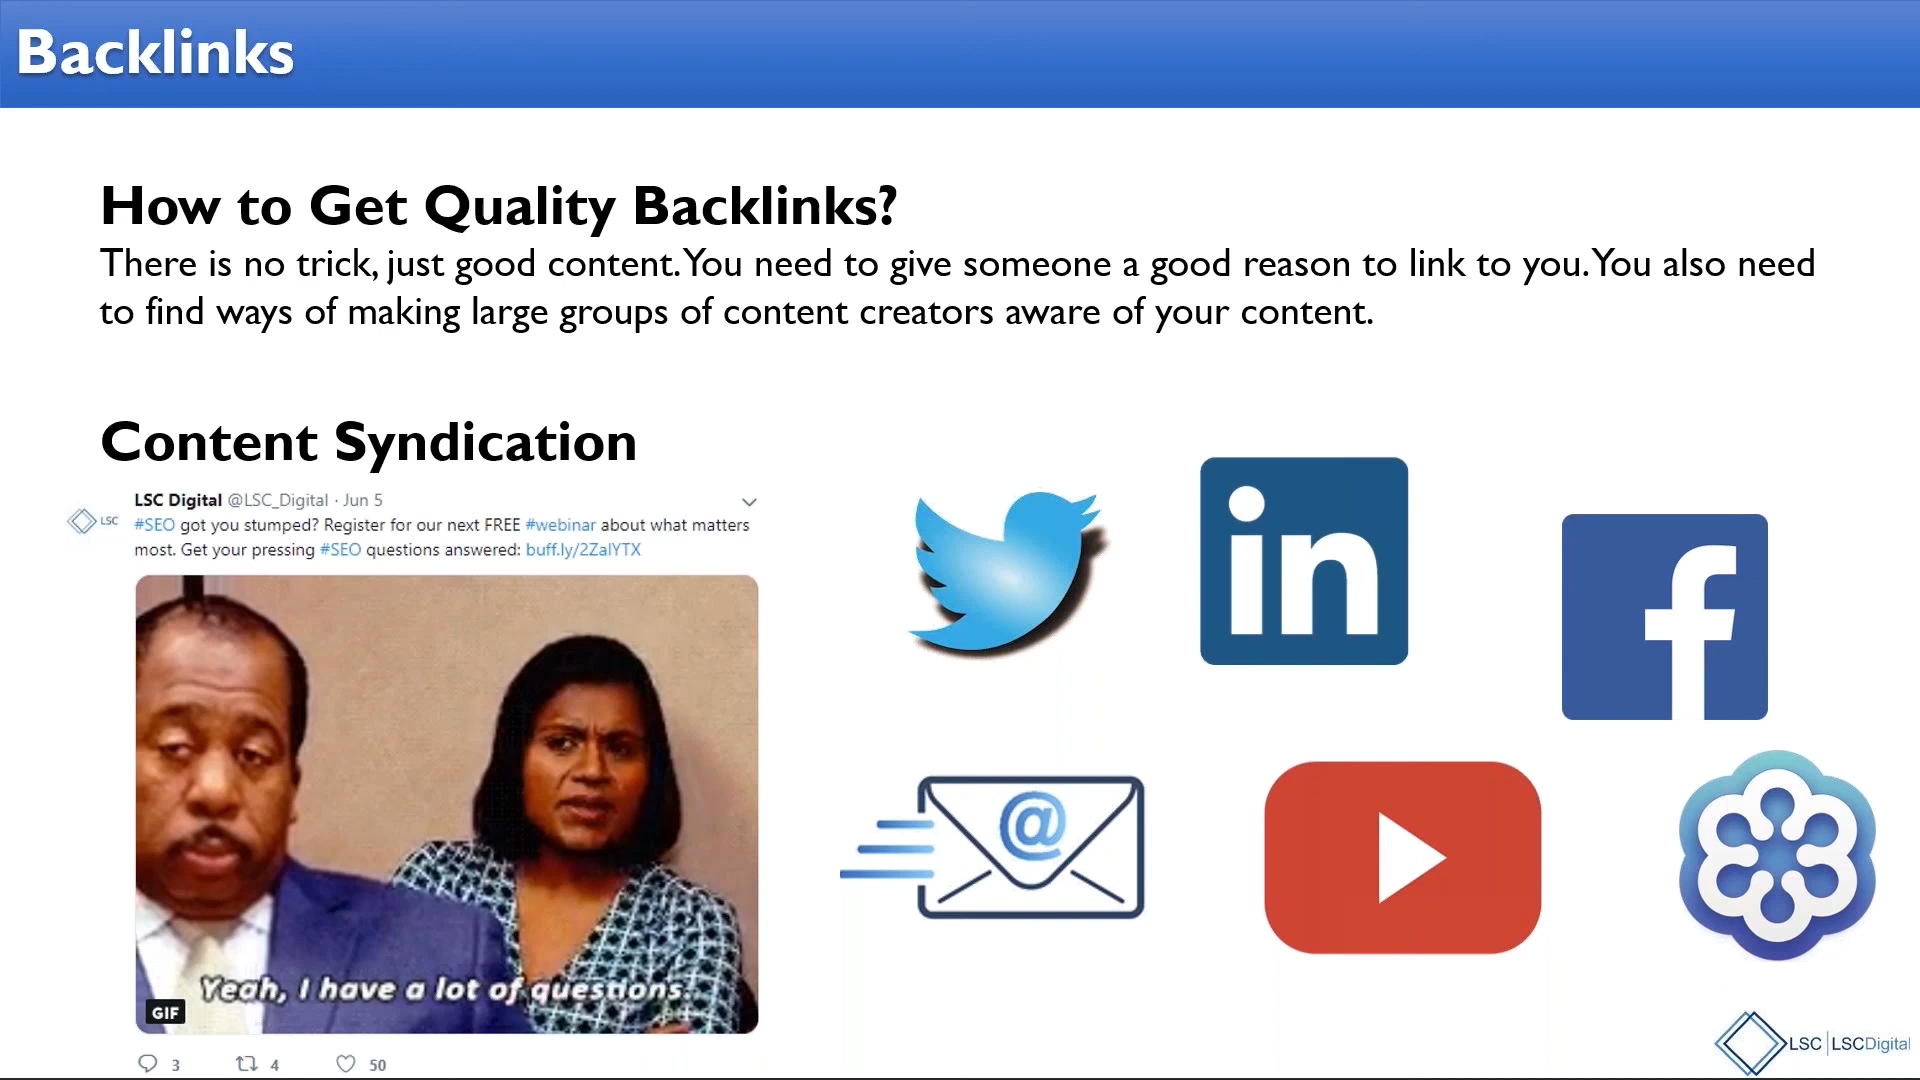 Backlinks
How to Get Quality Backlinks?
There is no trick, just good content. You need to give someone a good reason to link to you. You also need
to find ways of making large groups of content creators aware of your content.
Content Syndication
LSC Digital @LSC_Digital · Jun 5
LSC
#SEO got you stumped? Register for our next FREE #webinar about what matters
most. Get your pressing #SEO questions answered: buff.ly/2ZalYTX
in
f
@
Yeah, I have a lot of questions.
GIF
3 4 50
LSC | LSCDigital